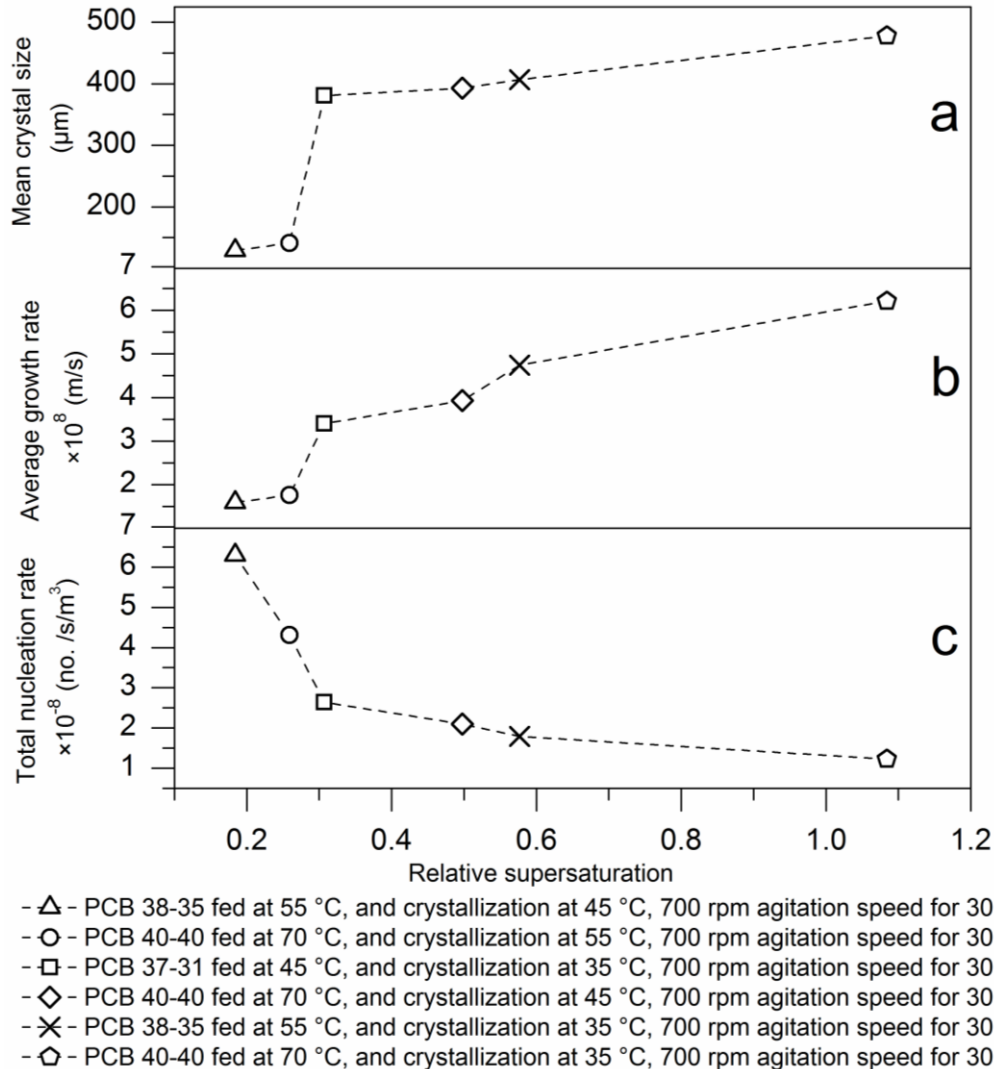 500
400
300
200
Mean crystal size
(µm)
a
7
6
5
4
3
2
Average growth rate
×10⁸ (m/s)
b
7
6
5
4
3
2
1
Total nucleation rate
×10⁻⁸ (no. /s/m³)
c
0.2 0.4 0.6 0.8 1.0 1.2
Relative supersaturation
PCB 38-35 fed at 55 °C, and crystallization at 45 °C, 700 rpm agitation speed for 30
PCB 40-40 fed at 70 °C, and crystallization at 55 °C, 700 rpm agitation speed for 30
PCB 37-31 fed at 45 °C, and crystallization at 35 °C, 700 rpm agitation speed for 30
PCB 40-40 fed at 70 °C, and crystallization at 45 °C, 700 rpm agitation speed for 30
PCB 38-35 fed at 55 °C, and crystallization at 35 °C, 700 rpm agitation speed for 30
PCB 40-40 fed at 70 °C, and crystallization at 35 °C, 700 rpm agitation speed for 30